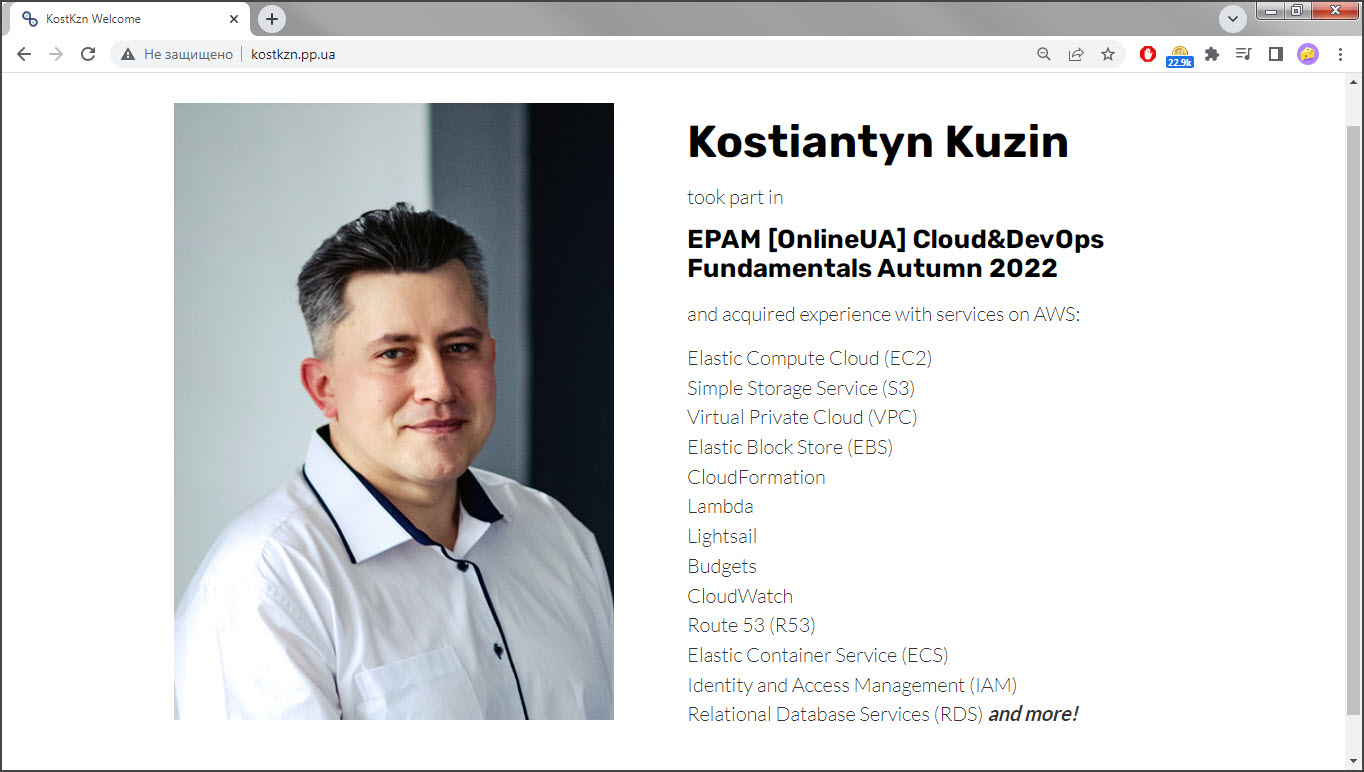 KostKzn Welcome
Не защищено
kostkzn.pp.ua
22.9k
Kostiantyn Kuzin
took part in
EPAM [OnlineUA] Cloud&DevOps
Fundamentals Autumn 2022
and acquired experience with services on AWS:
Elastic Compute Cloud (EC2)
Simple Storage Service (S3)
Virtual Private Cloud (VPC)
Elastic Block Store (EBS)
CloudFormation
Lambda
Lightsail
Budgets
CloudWatch
Route 53 (R53)
Elastic Container Service (ECS)
Identity and Access Management (IAM)
Relational Database Services (RDS) and more!